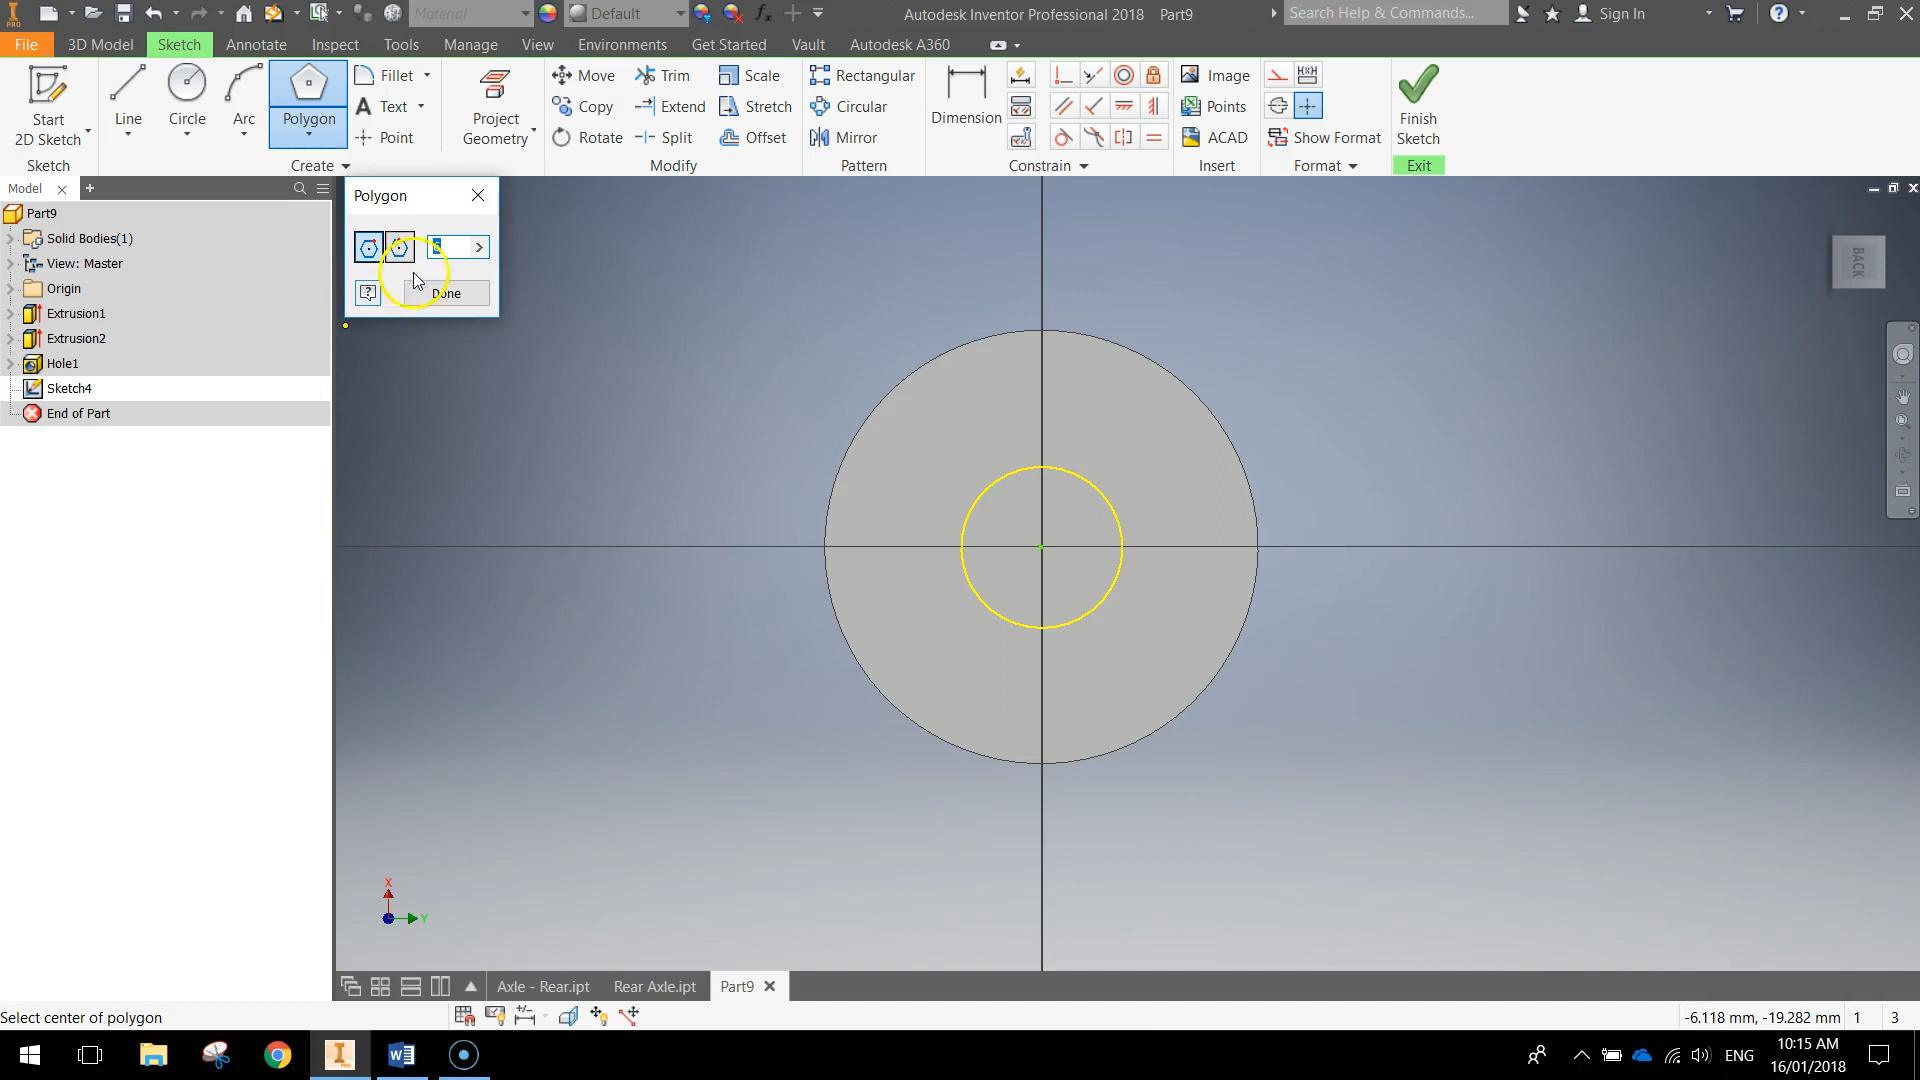 Material Default fx Autodesk Inventor Professional 2018 Part9 Search Help & Commands... Sign In
PRO
File 3D Model Sketch Annotate Inspect Tools Manage View Environments Get Started Vault Autodesk A360
Start 2D Sketch Line Circle Arc Polygon Fillet Text Point Project Geometry
Move Trim Scale
Copy Extend Stretch
Rotate Split Offset
Rectangular
Circular
Mirror
Dimension
Image
Points
ACAD
Show Format
Finish Sketch
Sketch Create Modify Pattern Constrain Insert Format Exit
Model
Part9
Solid Bodies(1)
View: Master
Origin
Extrusion1
Extrusion2
Hole1
Sketch4
End of Part
Polygon
Done
BACK
X
Y
Axle - Rear.ipt Rear Axle.ipt Part9
Select center of polygon -6.118 mm, -19.282 mm 1 3
ENG 10:15 AM
16/01/2018